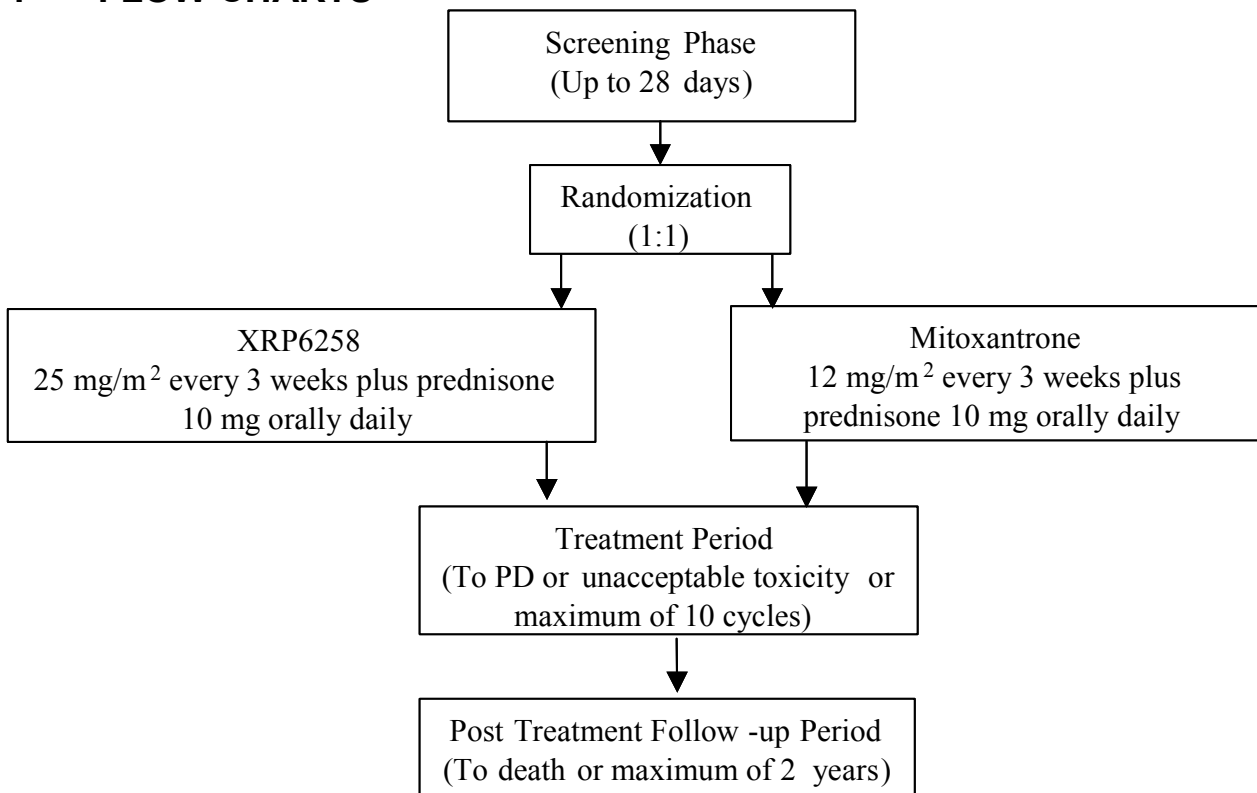 Screening Phase
(Up to 28 days)
Randomization
(1:1)
XRP6258
25 mg/m² every 3 weeks plus prednisone
10 mg orally daily
Mitoxantrone
12 mg/m² every 3 weeks plus
prednisone 10 mg orally daily
Treatment Period
(To PD or unacceptable toxicity or
maximum of 10 cycles)
Post Treatment Follow -up Period
(To death or maximum of 2 years)